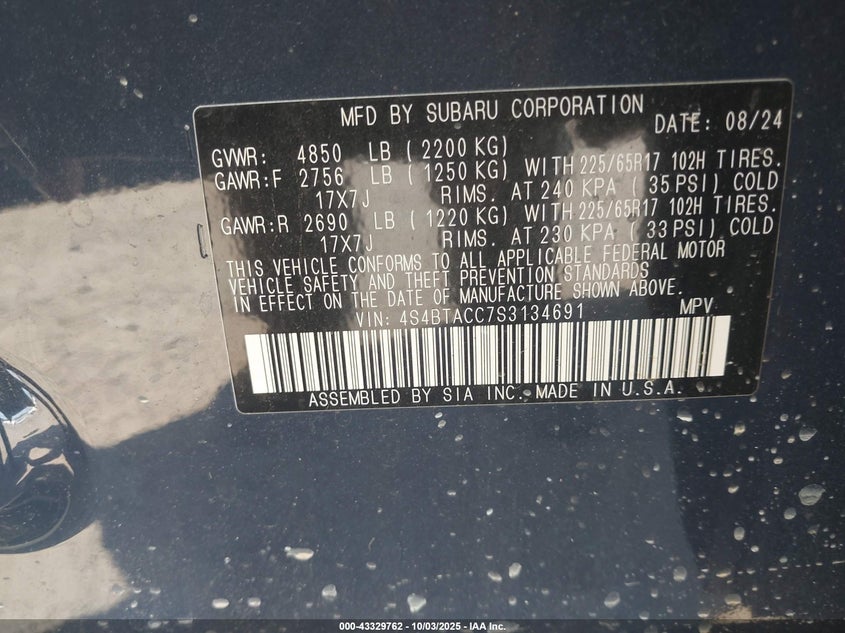 MFD BY SUBARU CORPORATION DATE: 08/24
GVWR: 4850 LB (2200 KG)
GAWR:F 2756 LB (1250 KG) WITH 225/65R17 102H TIRES.
17X7J RIMS. AT 240 KPA (35 PSI) COLD
GAWR:R 2690 LB (1220 KG) WITH 225/65R17 102H TIRES.
17X7J RIMS. AT 230 KPA (33 PSI) COLD
THIS VEHICLE CONFORMS TO ALL APPLICABLE FEDERAL MOTOR
VEHICLE SAFETY AND THEFT PREVENTION STANDARDS
IN EFFECT ON THE DATE OF MANUFACTURE SHOWN ABOVE.
VIN: 4S4BTACC7S3134691 MPV
ASSEMBLED BY SIA INC. MADE IN U.S.A.
000-43329762 - 10/03/2025 - IAA Inc.